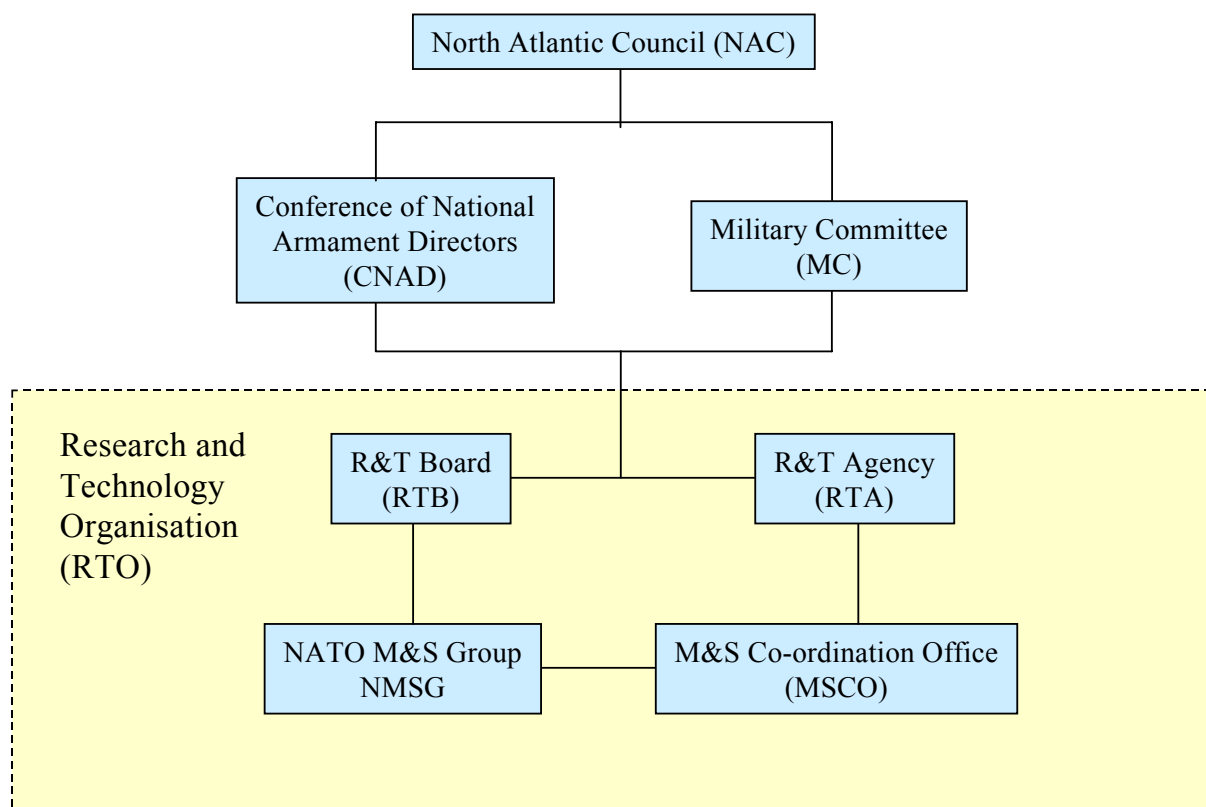 North Atlantic Council (NAC)
Conference of National
Armament Directors
(CNAD)
Military Committee
(MC)
Research and
Technology
Organisation
(RTO)
R&T Board
(RTB)
R&T Agency
(RTA)
NATO M&S Group
NMSG
M&S Co-ordination Office
(MSCO)